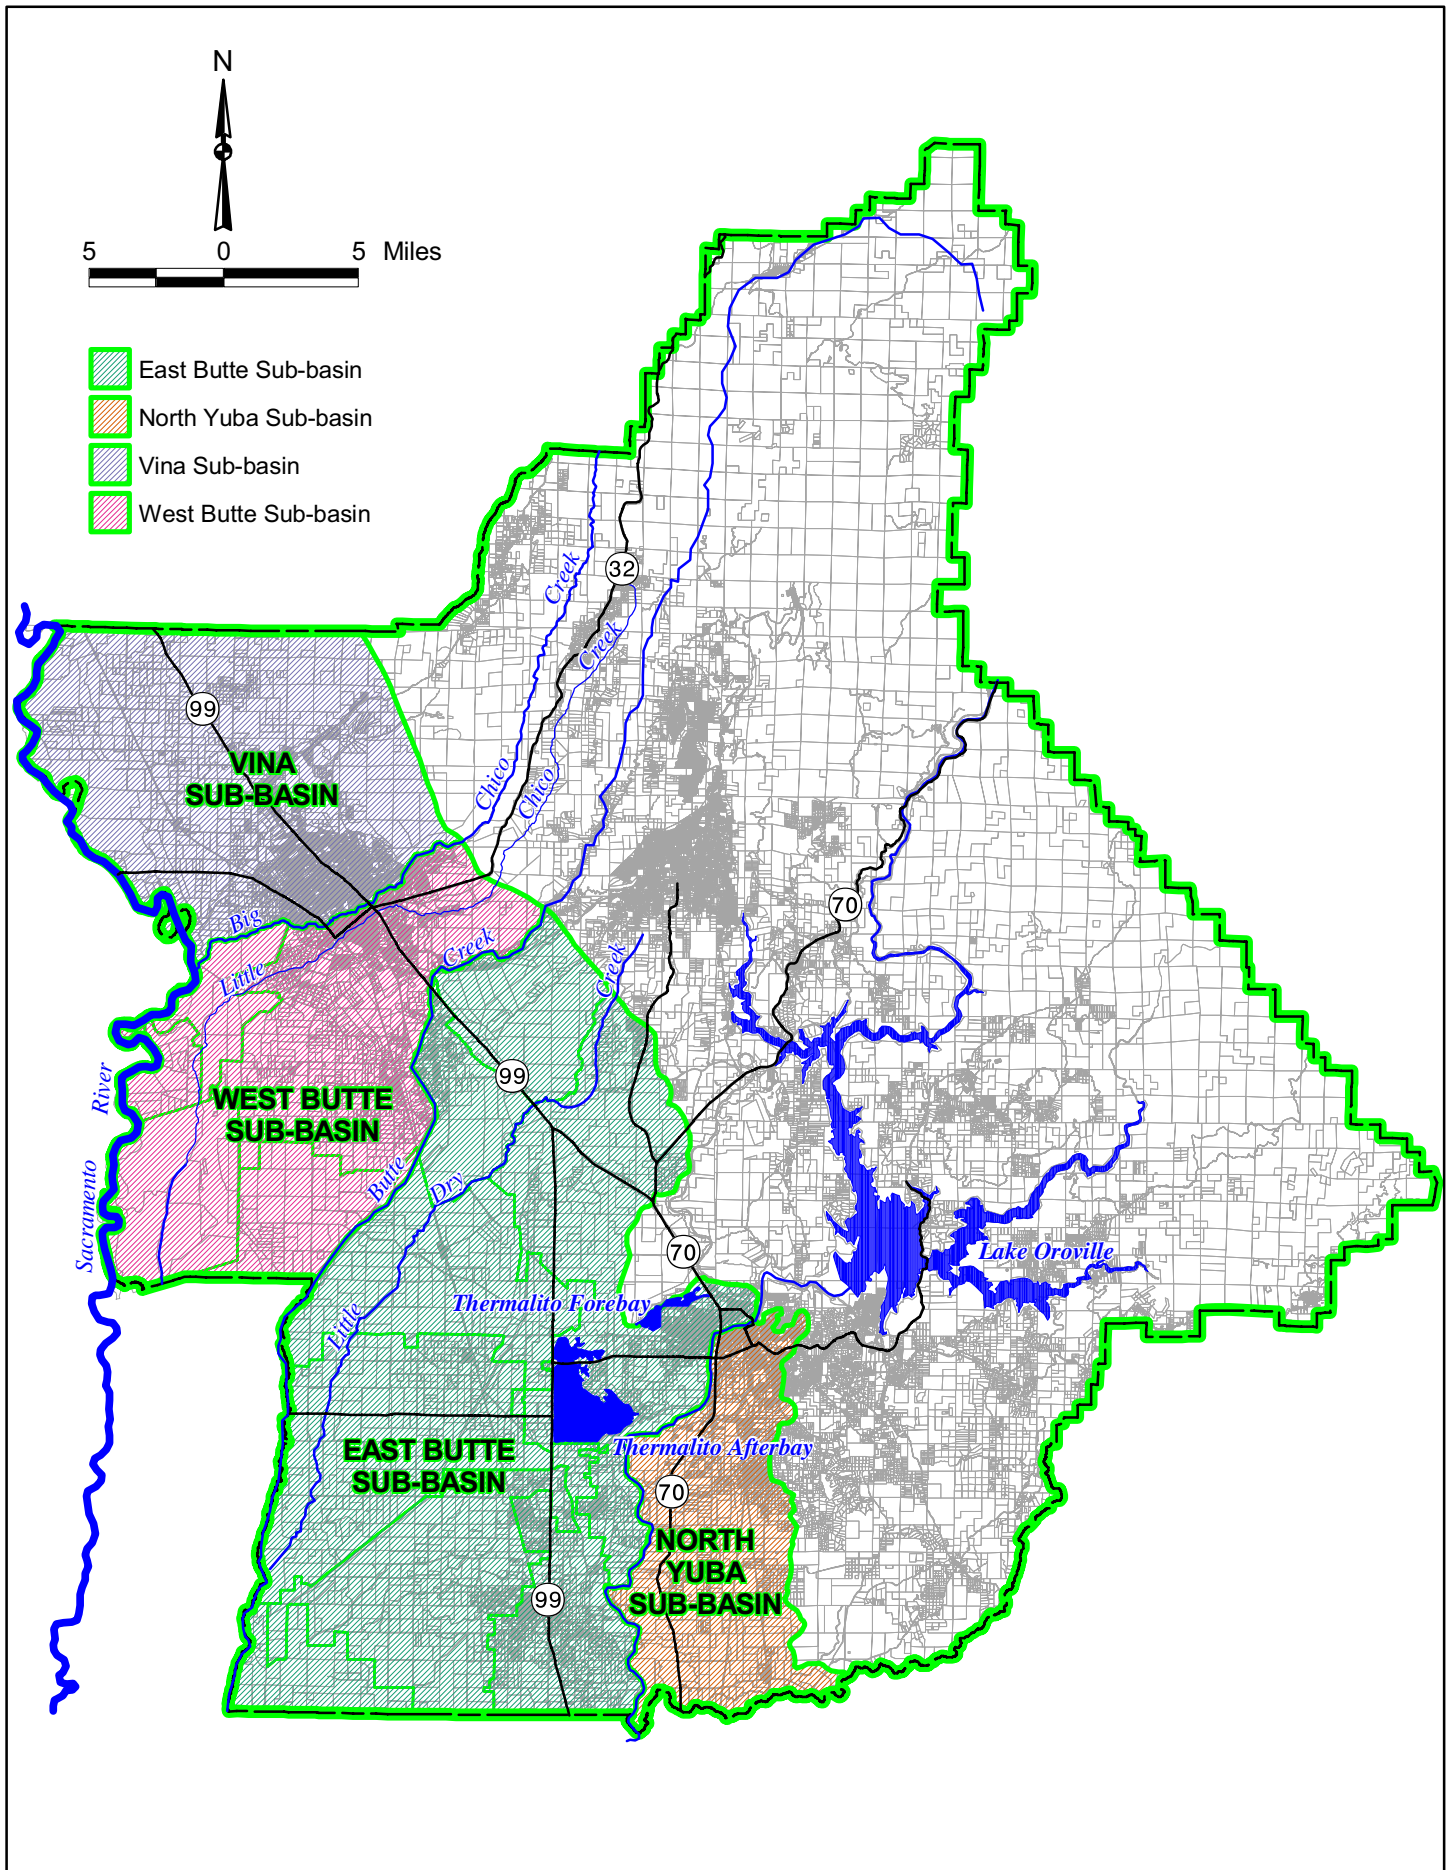 N
5 0 5 Miles
East Butte Sub-basin
North Yuba Sub-basin
Vina Sub-basin
West Butte Sub-basin
32
Creek
Creek
99
VINA
SUB-BASIN
Chico
Chico
70
Big
Creek
Little
Creek
99
River
WEST BUTTE
SUB-BASIN
Butte
Dry
Sacramento
70
Lake Oroville
Thermalito Forebay
Little
EAST BUTTE
SUB-BASIN
Thermalito Afterbay
70
NORTH
YUBA
SUB-BASIN
99